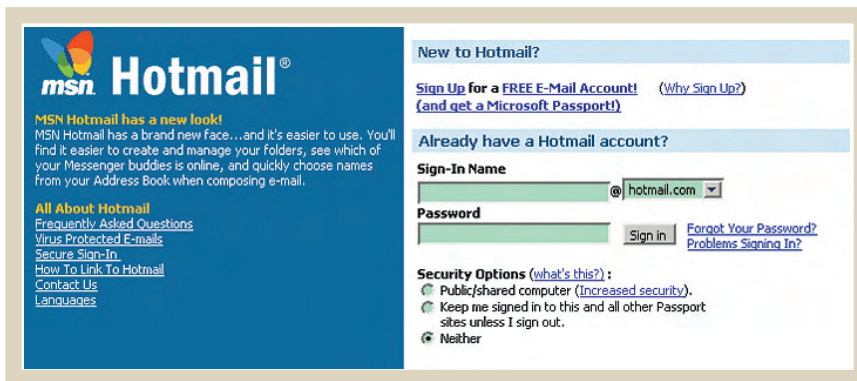 msn Hotmail®
MSN Hotmail has a new look!
MSN Hotmail has a brand new face...and it's easier to use. You'll
find it easier to create and manage your folders, see which of
your Messenger buddies is online, and quickly choose names
from your Address Book when composing e-mail.
All About Hotmail
Frequently Asked Questions
Virus Protected E-mails
Secure Sign-In
How To Link To Hotmail
Contact Us
Languages
New to Hotmail?
Sign Up for a FREE E-Mail Account! (Why Sign Up?)
(and get a Microsoft Passport!)
Already have a Hotmail account?
Sign-In Name
@ hotmail.com
Password
Sign in Forgot Your Password?
Problems Signing In?
Security Options (what's this?) :
Public/shared computer (Increased security).
Keep me signed in to this and all other Passport
sites unless I sign out.
Neither